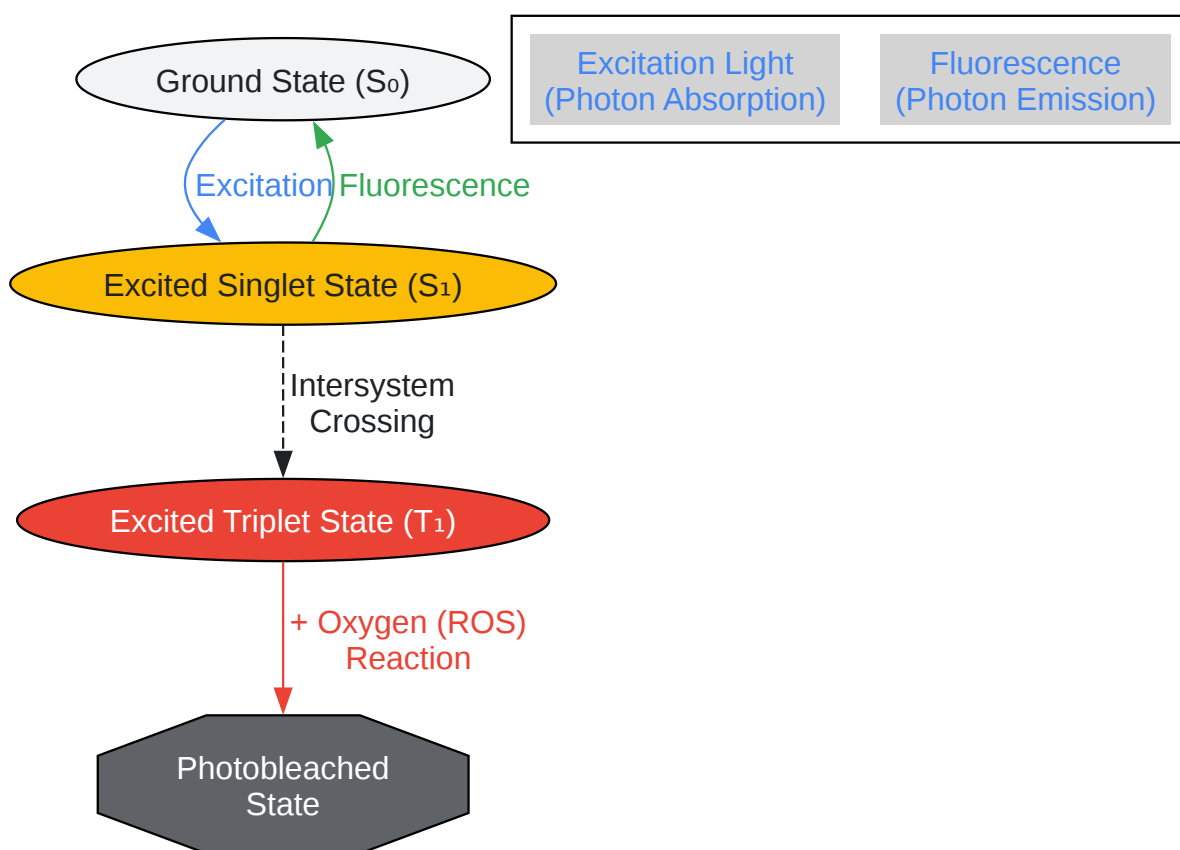 Ground State (S₀)
Excitation Light
(Photon Absorption)
Fluorescence
(Photon Emission)
Excitation
Fluorescence
Excited Singlet State (S₁)
Intersystem
Crossing
Excited Triplet State (T₁)
+ Oxygen (ROS)
Reaction
Photobleached
State